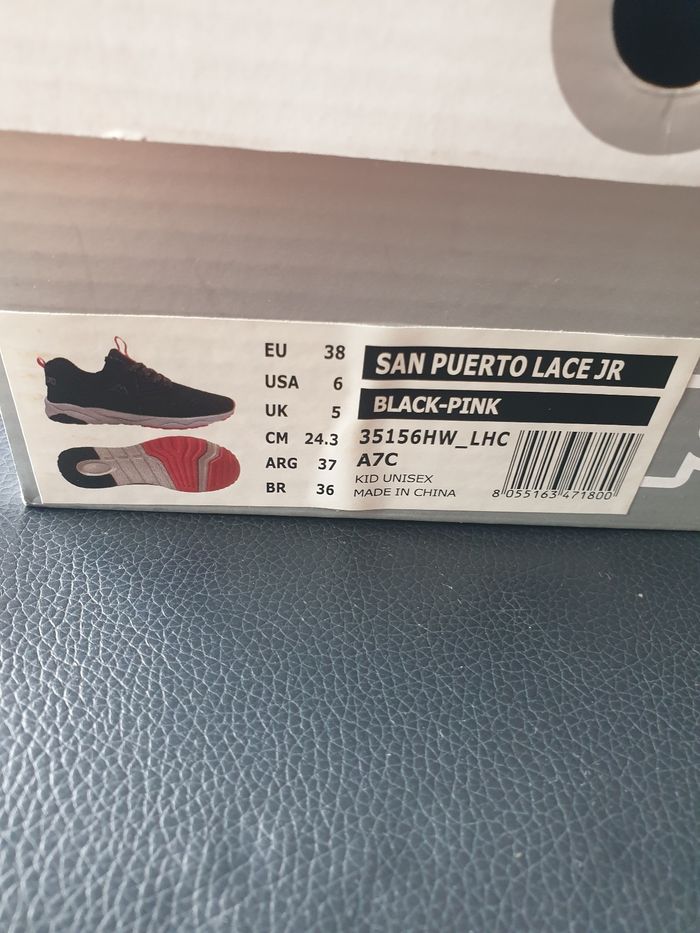 EU 38
USA 6
UK 5
CM 24.3
ARG 37
BR 36
SAN PUERTO LACE JR
BLACK-PINK
35156HW_LHC
A7C
KID UNISEX
MADE IN CHINA
8 055163 471800